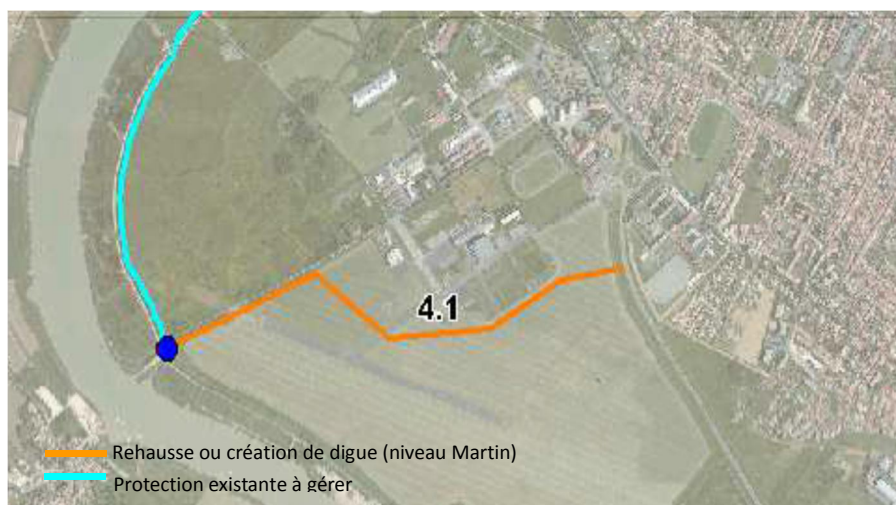 4.1
Rehausse ou création de digue (niveau Martin)
Protection existante à gérer